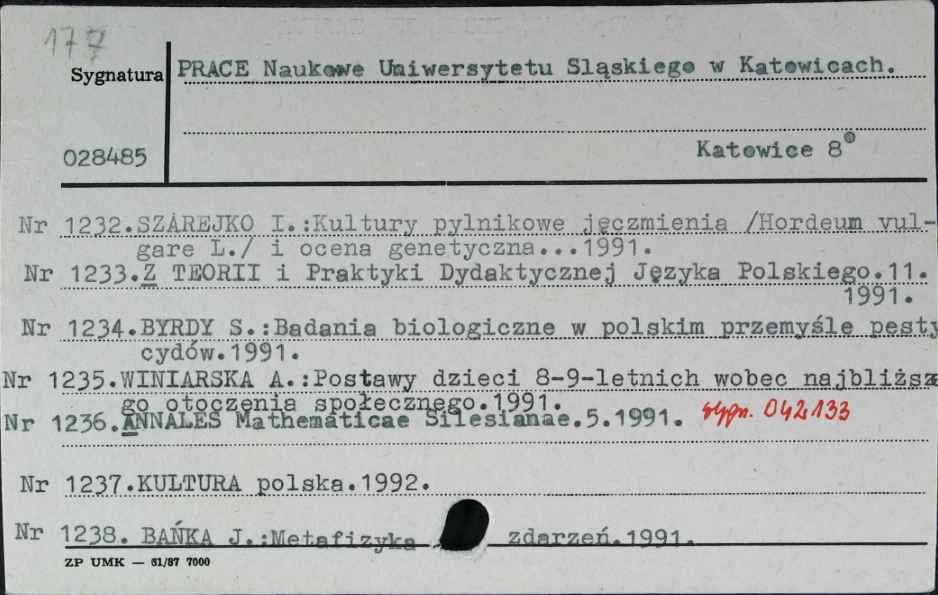 177
Sygnatura PRACE Naukowe Uniwersytetu Sląskiego w Katowicach.
028485 Katowice 8°
Nr 1232.SZAREJKO I.:Kultury pylnikowe jęczmienia /Hordeum vul-
gare L./ i ocena genetyczna...1991.
Nr 1233.Z TEORII i Praktyki Dydaktycznej Języka Polskiego.11.
1991.
Nr 1234.BYRDY S.:Badania biologiczne w polskim przemyśle pesty
cydów.1991.
Nr 1235.WINIARSKA A.:Postawy dzieci 8-9-letnich wobec najbliższe
go otoczenia społecznego.1991.
Nr 1236.ANNALES Mathematicae Silesianae.5.1991. sygn. 042133
Nr 1237.KULTURA polska.1992.
Nr 1238. BAŃKA J.:Metafizyka zdarzeń.1991.
ZP UMK — 61/87 7000